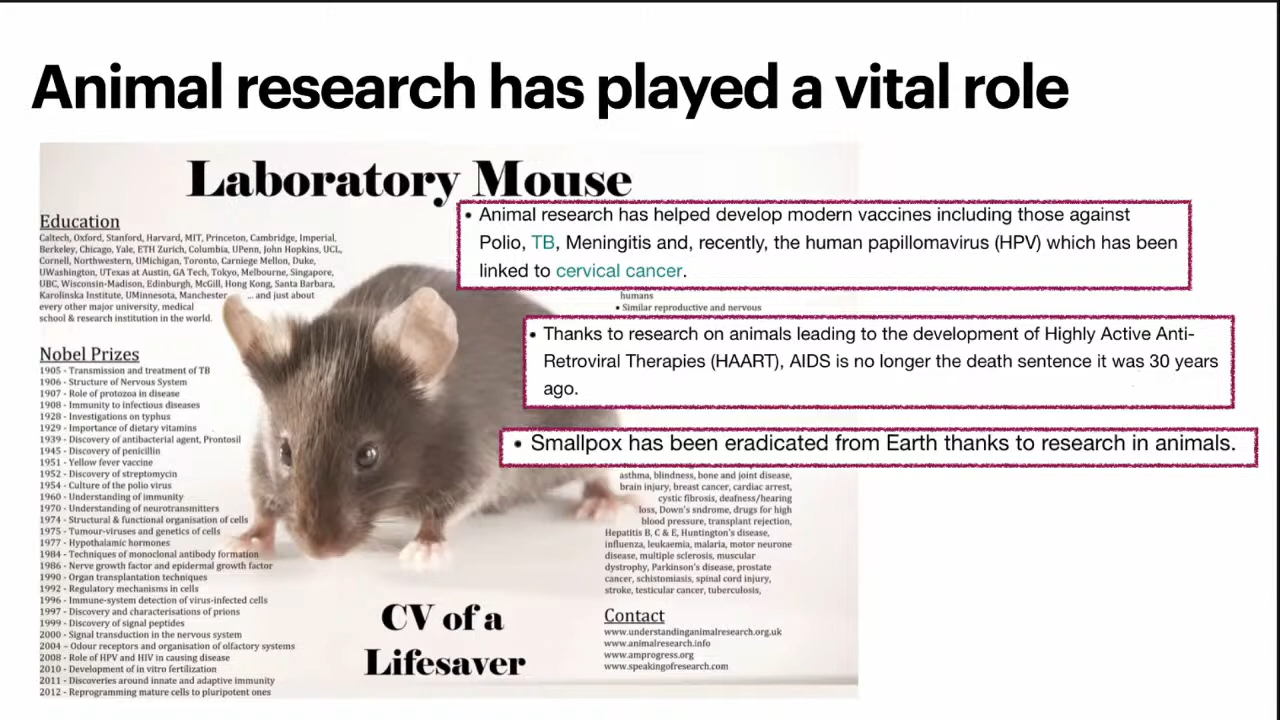 Animal research has played a vital role
Laboratory Mouse
Education
Caltech, Oxford, Stanford, Harvard, MIT, Princeton, Cambridge, Imperial,
Berkeley, Chicago, Yale, ETH Zurich, Columbia, UPenn, John Hopkins, UCL,
Cornell, Northwestern, UMichigan, Toronto, Carniege Mellon, Duke,
UWashington, UTexas at Austin, GA Tech, Tokyo, Melbourne, Singapore,
UBC, Wisconsin-Madison, Edinburgh, McGill, Hong Kong, Santa Barbara,
Karolinska Institute, UMinnesota, Manchester ... and just about
every other major university, medical
school & research institution in the world.
Nobel Prizes
1905 - Transmission and treatment of TB
1906 - Structure of Nervous System
1907 - Role of protozoa in disease
1908 - Immunity to infectious diseases
1928 - Investigations on typhus
1929 - Importance of dietary vitamins
1939 - Discovery of antibacterial agent, Prontosil
1945 - Discovery of penicillin
1951 - Yellow fever vaccine
1952 - Discovery of streptomycin
1954 - Culture of the polio virus
1960 - Understanding of immunity
1970 - Understanding of neurotransmitters
1974 - Structural & functional organisation of cells
1975 - Tumour-viruses and genetics of cells
1977 - Hypothalamic hormones
1984 - Techniques of monoclonal antibody formation
1986 - Nerve growth factor and epidermal growth factor
1990 - Organ transplantation techniques
1992 - Regulatory mechanisms in cells
1996 - Immune-system detection of virus-infected cells
1997 - Discovery and characterisations of prions
1999 - Discovery of signal peptides
2000 - Signal transduction in the nervous system
2004 – Odour receptors and organisation of olfactory systems
2008 - Role of HPV and HIV in causing disease
2010 - Development of in vitro fertilization
2011 - Discoveries around innate and adaptive immunity
2012 - Reprogramming mature cells to pluripotent ones
• Animal research has helped develop modern vaccines including those against
Polio, TB, Meningitis and, recently, the human papillomavirus (HPV) which has been
linked to cervical cancer.
humans
• Similar reproductive and nervous
• Thanks to research on animals leading to the development of Highly Active Anti-
Retroviral Therapies (HAART), AIDS is no longer the death sentence it was 30 years
ago.
• Smallpox has been eradicated from Earth thanks to research in animals.
asthma, blindness, bone and joint disease,
brain injury, breast cancer, cardiac arrest,
cystic fibrosis, deafness/hearing
loss, Down's sndrome, drugs for high
blood pressure, transplant rejection,
Hepatitis B, C & E, Huntington's disease,
influenza, leukaemia, malaria, motor neurone
disease, multiple sclerosis, muscular
dystrophy, Parkinson's disease, prostate
cancer, schistomiasis, spinal cord injury,
stroke, testicular cancer, tuberculosis,
Contact
www.understandinganimalresearch.org.uk
www.animalresearch.info
www.amprogress.org
www.speakingofresearch.com
CV of a
Lifesaver